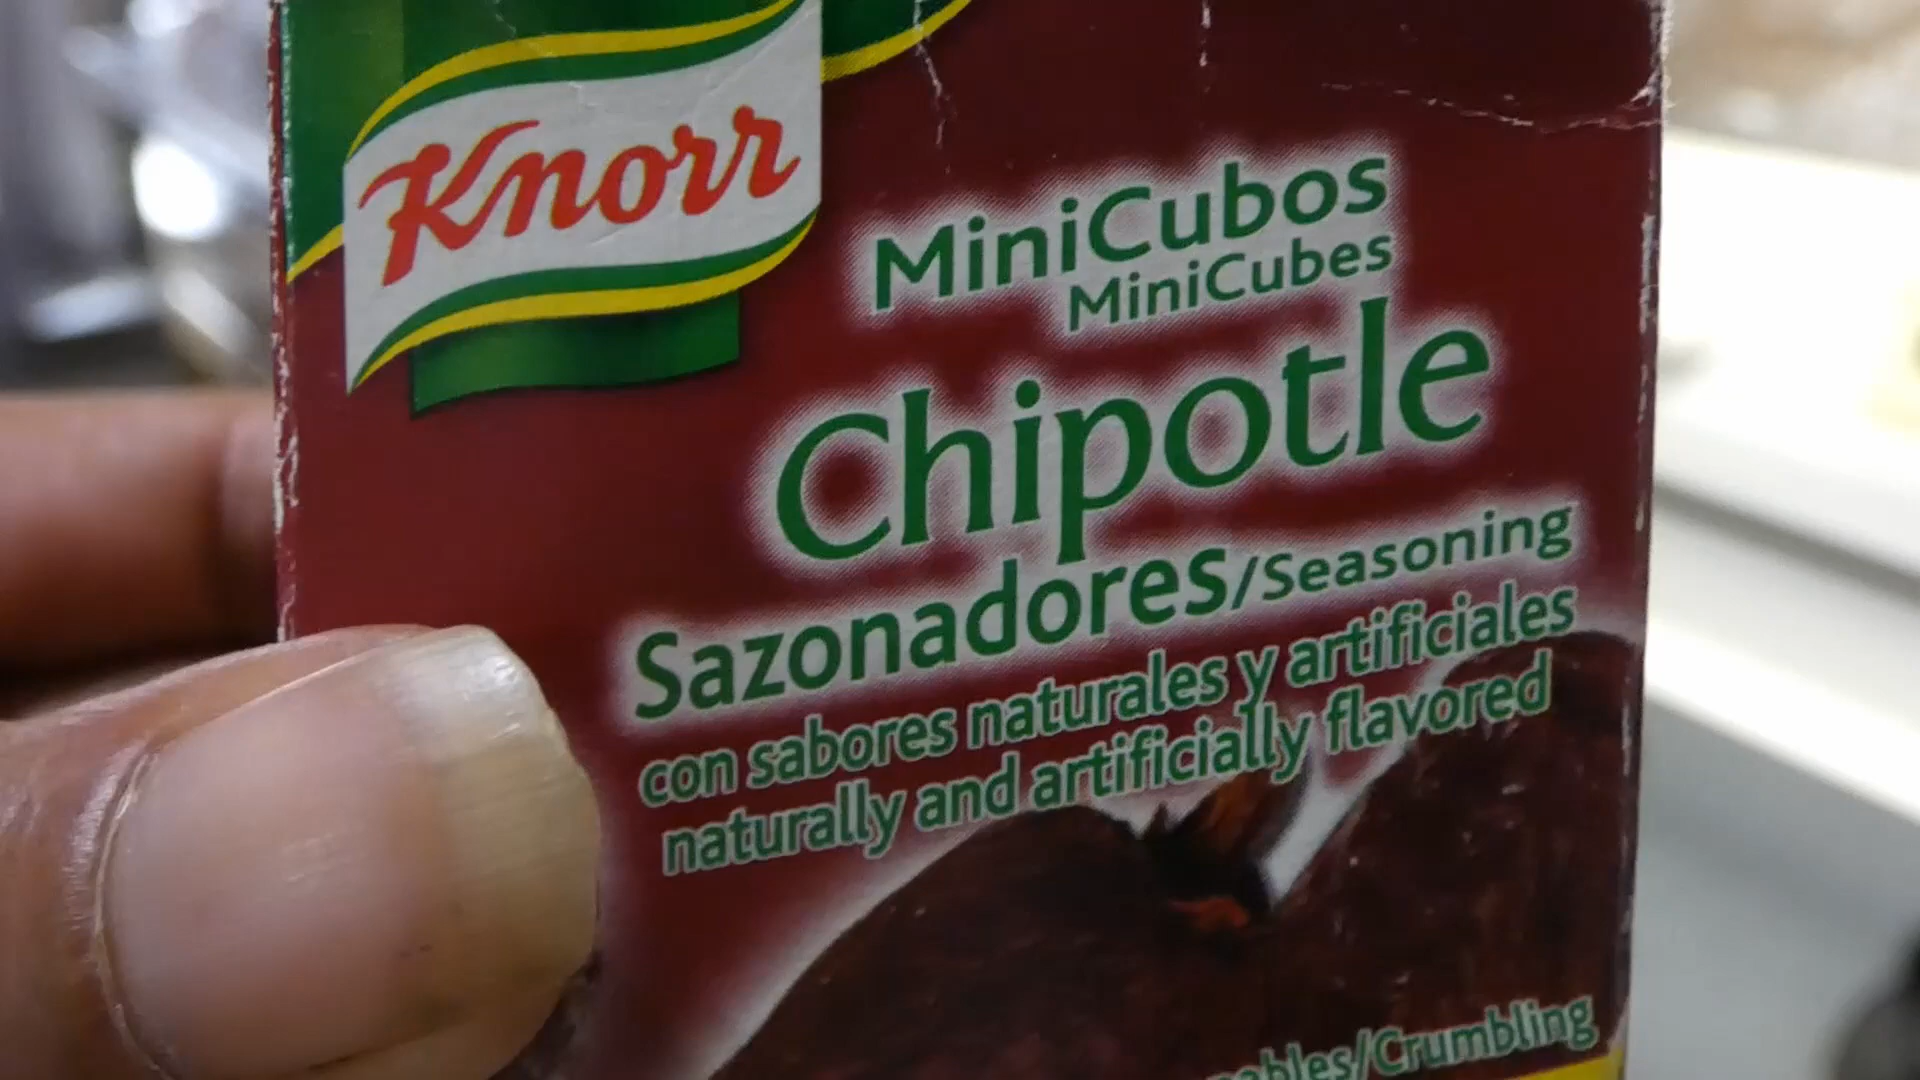 Knorr
MiniCubos
MiniCubes
Chipotle
Sazonadores/Seasoning
con sabores naturales y artificiales
naturally and artificially flavored
/Crumbling